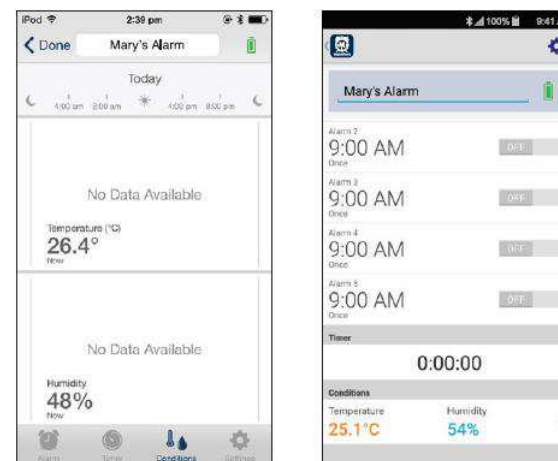 iPod 2:39 pm
Done Mary's Alarm
Today
4:00 am 8:00 am 4:00 pm 8:00 pm
No Data Available
Temperature (°C)
26.4°
Now
No Data Available
Humidity
48%
Now
Alarm Timer Conditions Settings
100% 9:41
Mary's Alarm
Alarm 2
9:00 AM OFF
Once
Alarm 3
9:00 AM OFF
Once
Alarm 4
9:00 AM OFF
Once
Alarm 5
9:00 AM OFF
Once
Timer
0:00:00
Conditions
Temperature Humidity
25.1°C 54%